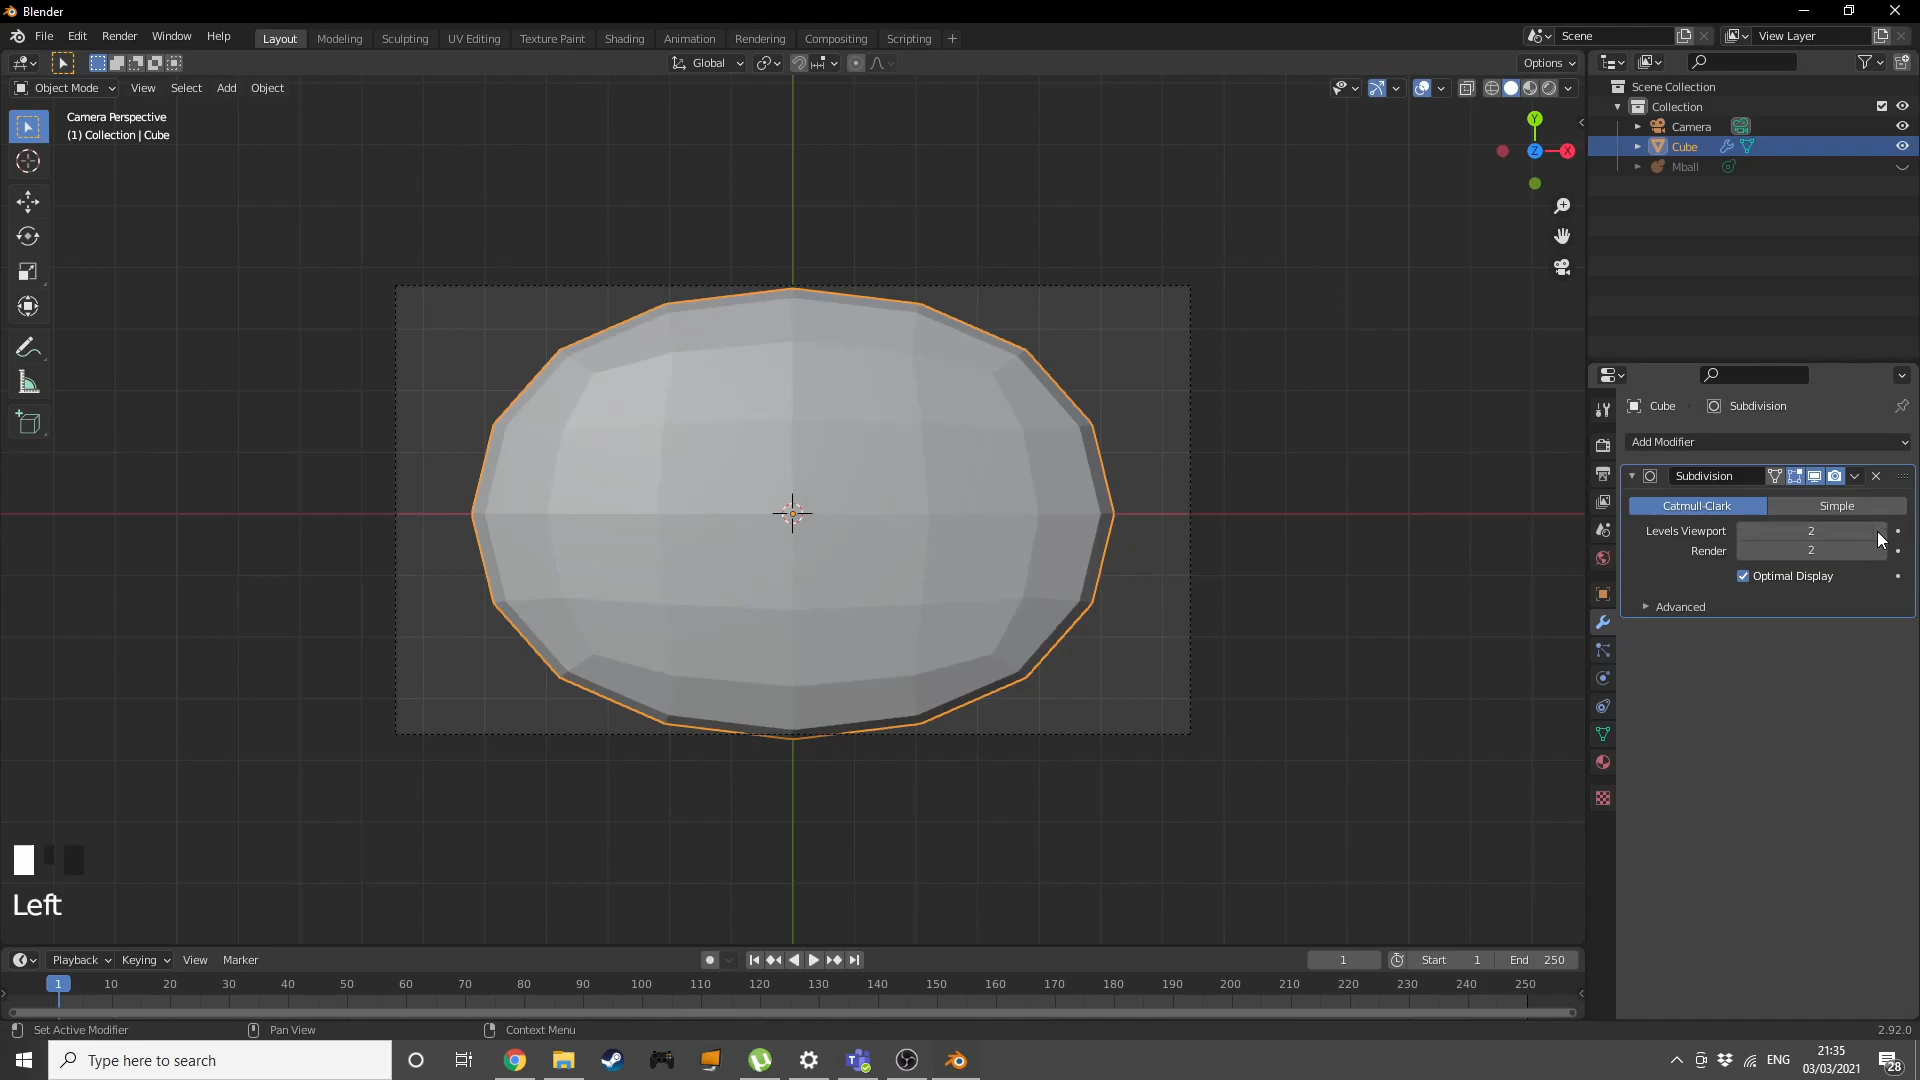 Blender
File Edit Render Window Help
Layout Modeling Sculpting UV Editing Texture Paint Shading Animation Rendering Compositing Scripting +
Scene
View Layer
Global
Options
Object Mode View Select Add Object
Camera Perspective
(1) Collection | Cube
Y
Z
X
Scene Collection
Collection
Camera
Cube
Mball
Cube
Subdivision
Add Modifier
Subdivision
Catmull-Clark Simple
Levels Viewport 2
Render 2
Optimal Display
Advanced
Left
Playback Keying View Marker
1
Start 1
End 250
1 10 20 30 40 50 60 70 80 90 100 110 120 130 140 150 160 170 180 190 200 210 220 230 240 250
Set Active Modifier
Pan View
Context Menu
2.92.0
Type here to search
ENG
21:35
03/03/2021
28